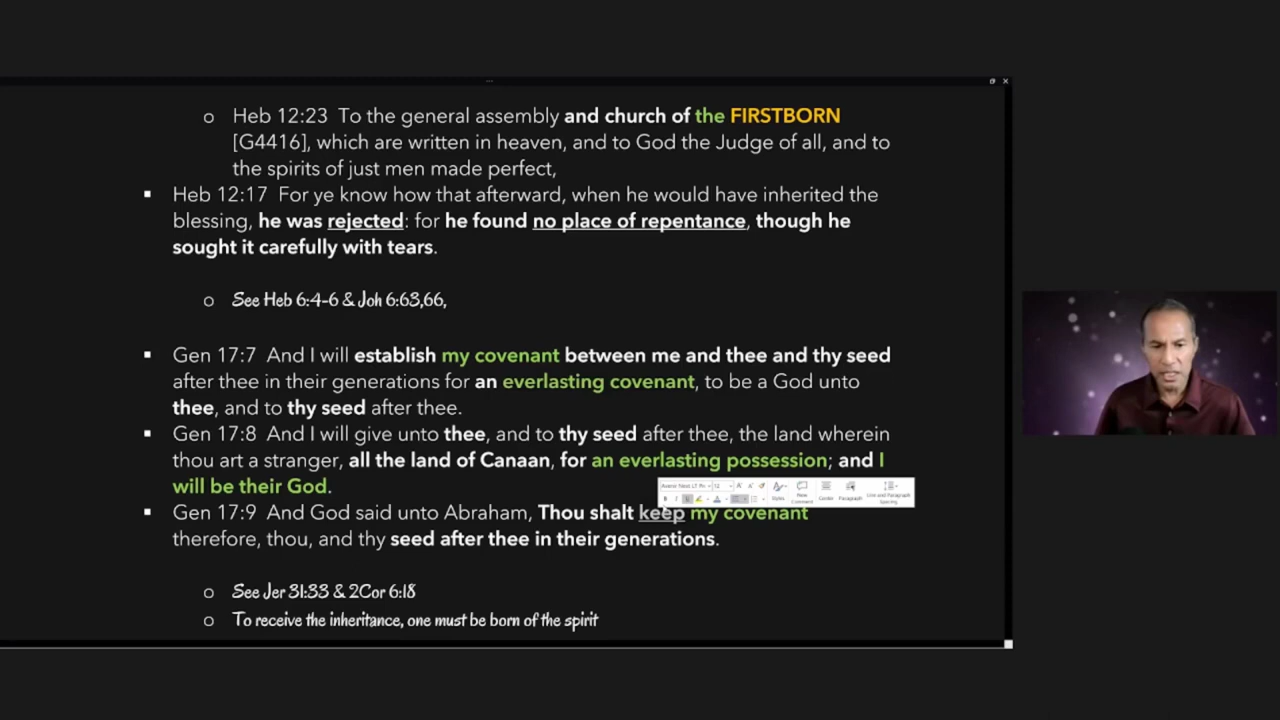 Heb 12:23 To the general assembly and church of the FIRSTBORN
[G4416], which are written in heaven, and to God the Judge of all, and to
the spirits of just men made perfect,
Heb 12:17 For ye know how that afterward, when he would have inherited the
blessing, he was rejected: for he found no place of repentance, though he
sought it carefully with tears.
See Heb 6:4-6 & Joh 6:63,66,
Gen 17:7 And I will establish my covenant between me and thee and thy seed
after thee in their generations for an everlasting covenant, to be a God unto
thee, and to thy seed after thee.
Gen 17:8 And I will give unto thee, and to thy seed after thee, the land wherein
thou art a stranger, all the land of Canaan, for an everlasting possession; and I
will be their God.
Styles New Comment Center Paragraph Line and Paragraph Spacing
Gen 17:9 And God said unto Abraham, Thou shalt keep my covenant
therefore, thou, and thy seed after thee in their generations.
See Jer 31:33 & 2Cor 6:18
To receive the inheritance, one must be born of the spirit